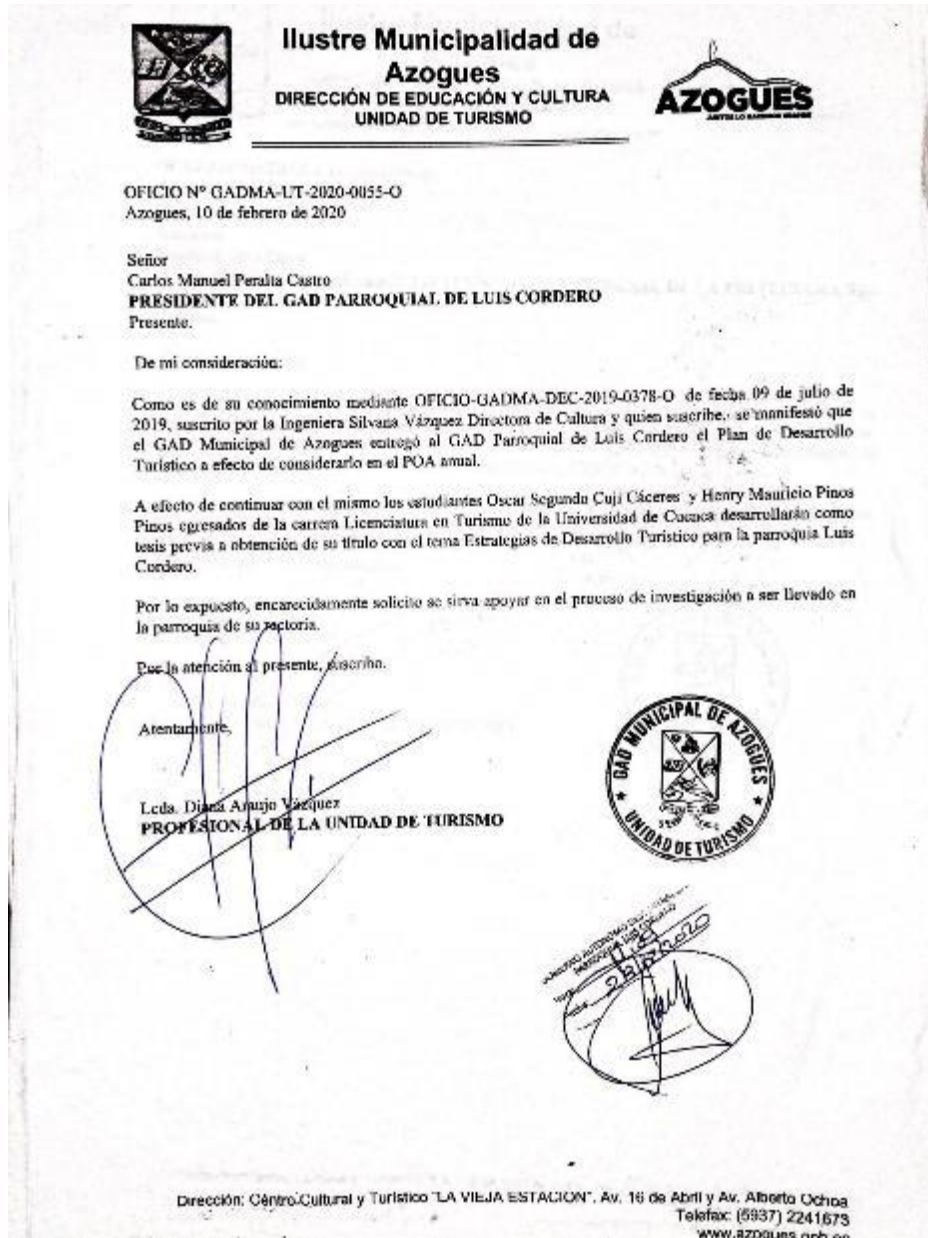 Ilustre Municipalidad de
Azogues
DIRECCIÓN DE EDUCACIÓN Y CULTURA
UNIDAD DE TURISMO
AZOGUES
OFICIO Nº GADMA-UT-2020-0055-O
Azogues, 10 de febrero de 2020
Señor
Carlos Manuel Peralta Castro
PRESIDENTE DEL GAD PARROQUIAL DE LUIS CORDERO
Presente.
De mi consideración:
Como es de su conocimiento mediante OFICIO-GADMA-DEC-2019-0378-O de fecha 09 de julio de
2019, suscrito por la Ingeniera Silvana Vázquez Directora de Cultura y quien suscribe, se manifestó que
el GAD Municipal de Azogues entregó al GAD Parroquial de Luis Cordero el Plan de Desarrollo
Turístico a efecto de considerarlo en el POA anual.
A efecto de continuar con el mismo los estudiantes Oscar Segundo Cuji Cáceres y Henry Mauricio Pinos
Pinos egresados de la carrera Licenciatura en Turismo de la Universidad de Cuenca desarrollarán como
tesis previa a obtención de su título con el tema Estrategias de Desarrollo Turístico para la parroquia Luis
Cordero.
Por lo expuesto, encarecidamente solicito se sirva apoyar en el proceso de investigación a ser llevado en
la parroquia de su rectoria.
Por la atención al presente, suscribo.
Atentamente,
Lcda. Diana Araujo Vázquez
PROFESIONAL DE LA UNIDAD DE TURISMO
GAD MUNICIPAL DE AZOGUES
UNIDAD DE TURISMO
Dirección: Centro Cultural y Turístico "LA VIEJA ESTACION", Av. 16 de Abril y Av. Alberto Ochoa
Telefax: (5937) 2241673
www.azogues.gob.ec